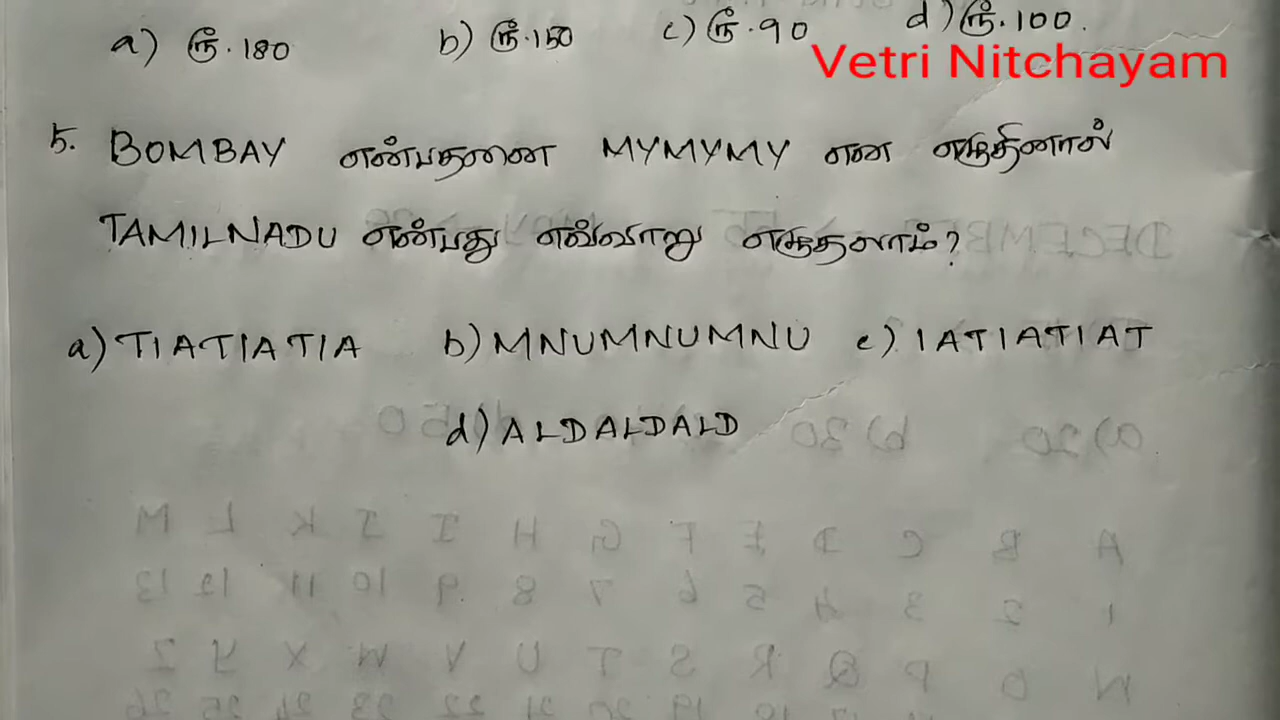 a) ரூ. 180 b) ரூ. 150 c) ரூ. 90 d) ரூ. 100.
Vetri Nitchayam
5. BOMBAY என்பதனை MYMYMY என எழுதினால்
TAMILNADU என்பது எவ்வாறு எழுதலாம்?
a) TIATIATIA b) MNUMNUMNU c) IATIATIAT
d) ALDALDALD